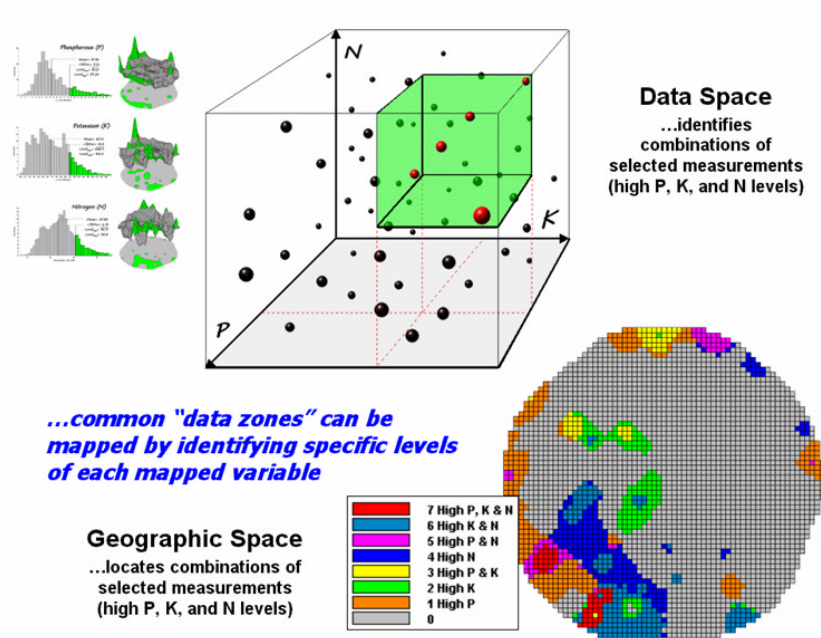 Phosphorous (P)
Potassium (K)
Nitrogen (N)
N
K
P
Data Space
...identifies
combinations of
selected measurements
(high P, K, and N levels)
...common “data zones” can be
mapped by identifying specific levels
of each mapped variable
Geographic Space
...locates combinations of
selected measurements
(high P, K, and N levels)
7 High P, K & N
6 High K & N
5 High P & N
4 High N
3 High P & K
2 High K
1 High P
0